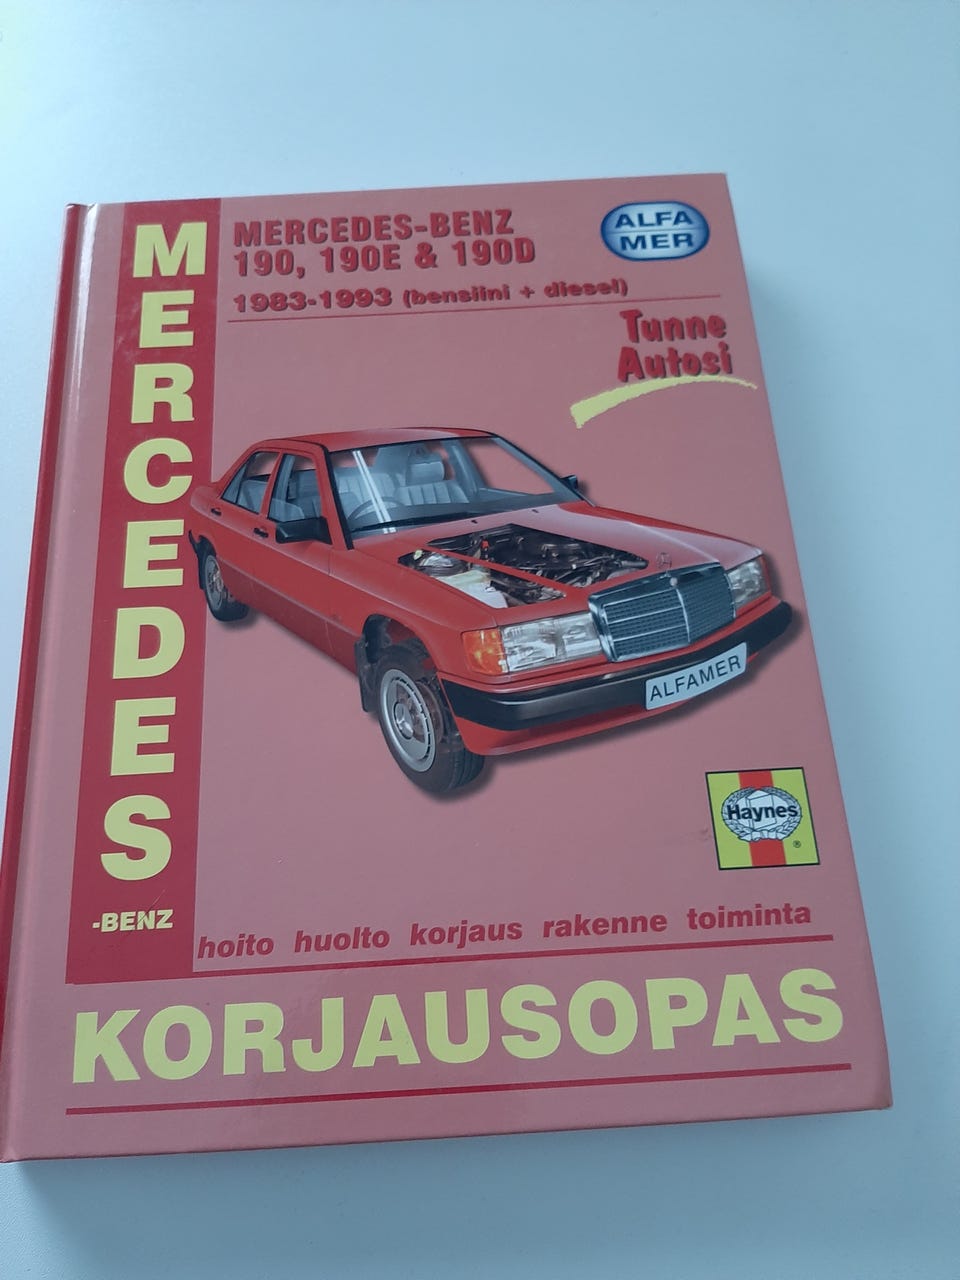 MERCEDES
-BENZ
MERCEDES-BENZ
190, 190E & 190D
1983-1993 (bensiini + diesel)
ALFA
MER
Tunne
Autosi
ALFAMER
Haynes
®
hoito huolto korjaus rakenne toiminta
KORJAUSOPAS